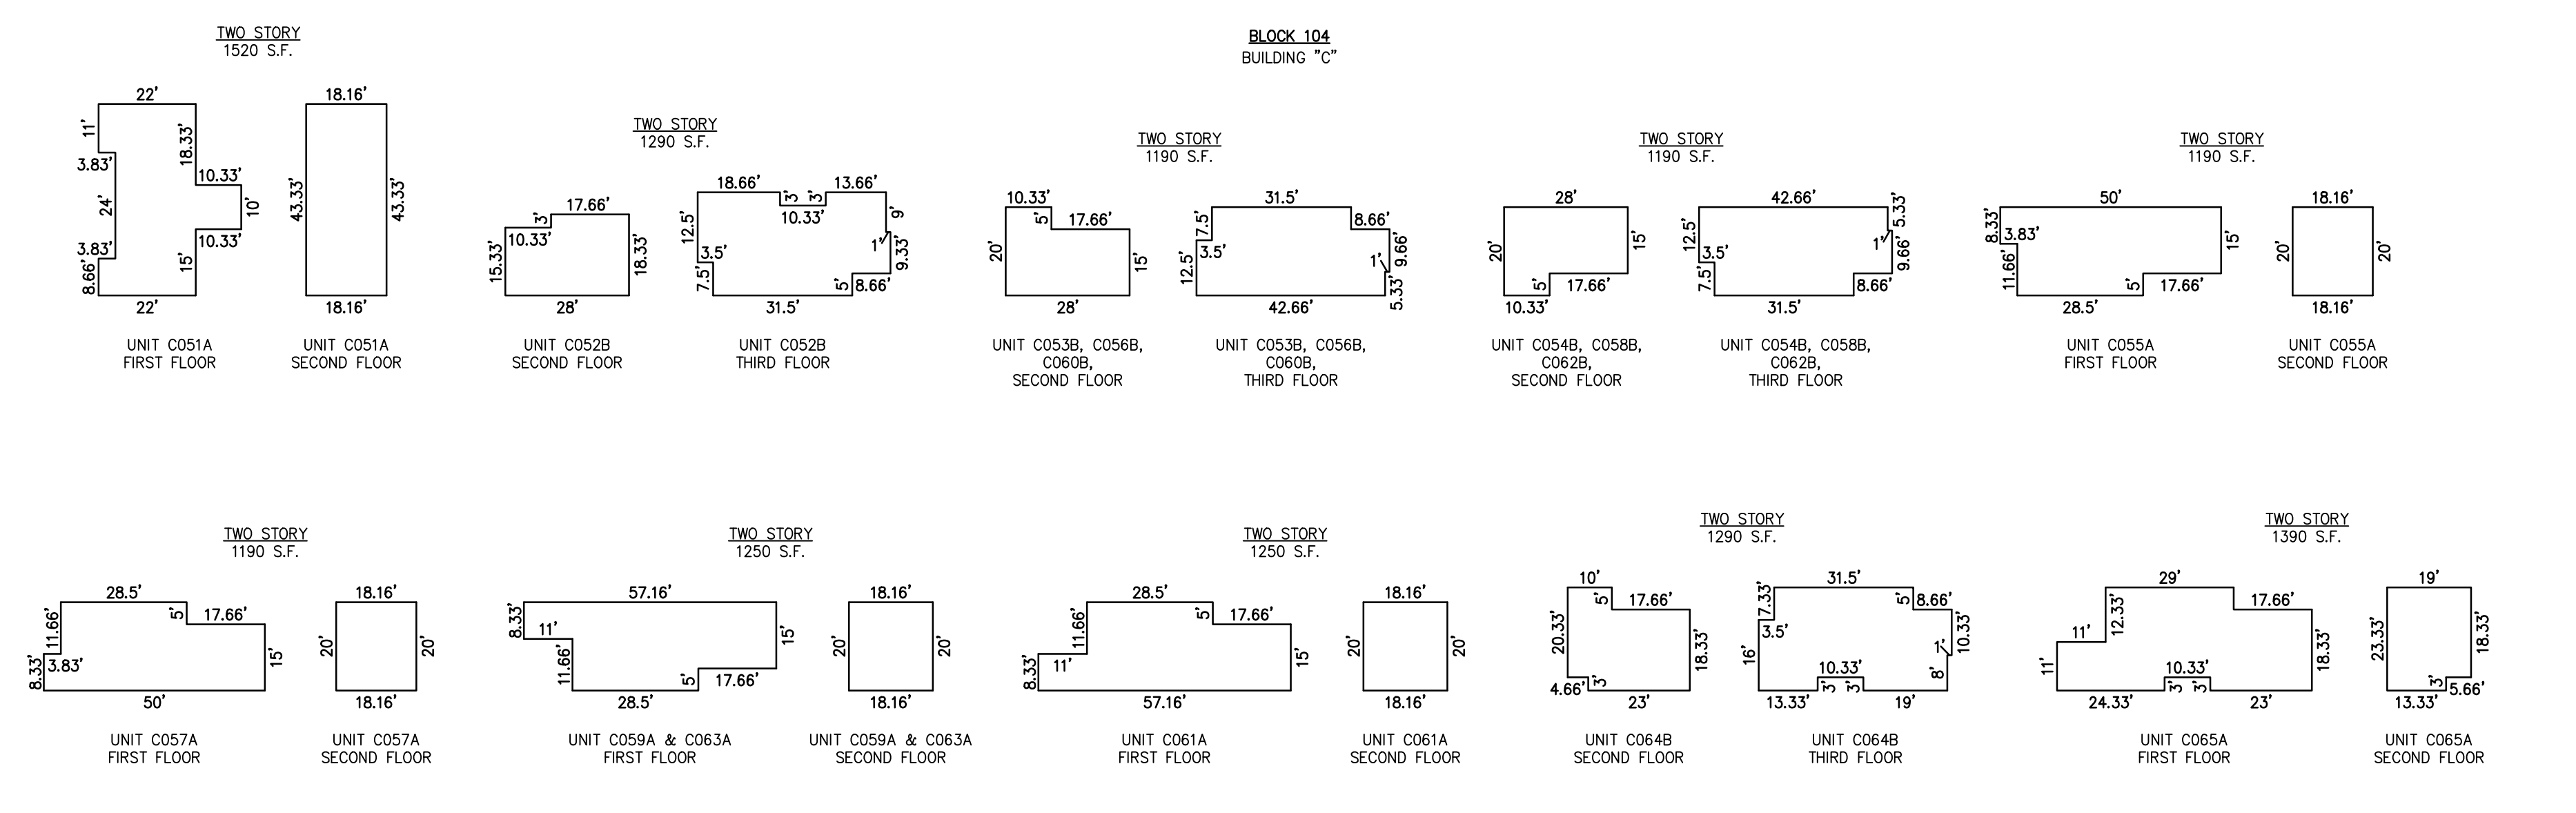 BLOCK 104
BUILDING "C"
TWO STORY
1520 S.F.
22'
11'
18.33'
3.83'
10.33'
24'
10'
10.33'
3.83'
8.66'
15'
22'
UNIT C051A
FIRST FLOOR
18.16'
43.33'
43.33'
18.16'
UNIT C051A
SECOND FLOOR
TWO STORY
1290 S.F.
17.66'
3'
10.33'
15.33'
18.33'
28'
UNIT C052B
SECOND FLOOR
18.66'
3'
3'
13.66'
10.33'
12.5'
9'
1'
3.5'
9.33'
7.5'
5'
8.66'
31.5'
UNIT C052B
THIRD FLOOR
TWO STORY
1190 S.F.
10.33'
5'
17.66'
20'
15'
28'
UNIT C053B, C056B,
C060B,
SECOND FLOOR
31.5'
7.5'
8.66'
3.5'
9.66'
1'
12.5'
5.33'
42.66'
UNIT C053B, C056B,
C060B,
THIRD FLOOR
TWO STORY
1190 S.F.
28'
20'
15'
5'
17.66'
10.33'
UNIT C054B, C058B,
C062B,
SECOND FLOOR
42.66'
5.33'
12.5'
1'
3.5'
9.66'
7.5'
8.66'
31.5'
UNIT C054B, C058B,
C062B,
THIRD FLOOR
TWO STORY
1190 S.F.
50'
8.33'
3.83'
15'
11.66'
5'
17.66'
28.5'
UNIT C055A
FIRST FLOOR
18.16'
20'
20'
18.16'
UNIT C055A
SECOND FLOOR
TWO STORY
1190 S.F.
28.5'
5'
17.66'
11.66'
3.83'
8.33'
15'
50'
UNIT C057A
FIRST FLOOR
18.16'
20'
20'
18.16'
UNIT C057A
SECOND FLOOR
TWO STORY
1250 S.F.
57.16'
8.33'
11'
15'
11.66'
5'
17.66'
28.5'
UNIT C059A & C063A
FIRST FLOOR
18.16'
20'
20'
18.16'
UNIT C059A & C063A
SECOND FLOOR
TWO STORY
1250 S.F.
28.5'
5'
17.66'
11.66'
11'
8.33'
15'
57.16'
UNIT C061A
FIRST FLOOR
18.16'
20'
20'
18.16'
UNIT C061A
SECOND FLOOR
TWO STORY
1290 S.F.
10'
5'
17.66'
20.33'
18.33'
4.66'
3'
23'
UNIT C064B
SECOND FLOOR
31.5'
7.33'
5'
8.66'
3.5'
10.33'
1'
16'
10.33'
8'
3'
3'
13.33'
19'
UNIT C064B
THIRD FLOOR
TWO STORY
1390 S.F.
29'
17.66'
12.33'
11'
11'
18.33'
10.33'
3'
3'
24.33'
23'
UNIT C065A
FIRST FLOOR
19'
23.33'
18.33'
3'
5.66'
13.33'
UNIT C065A
SECOND FLOOR